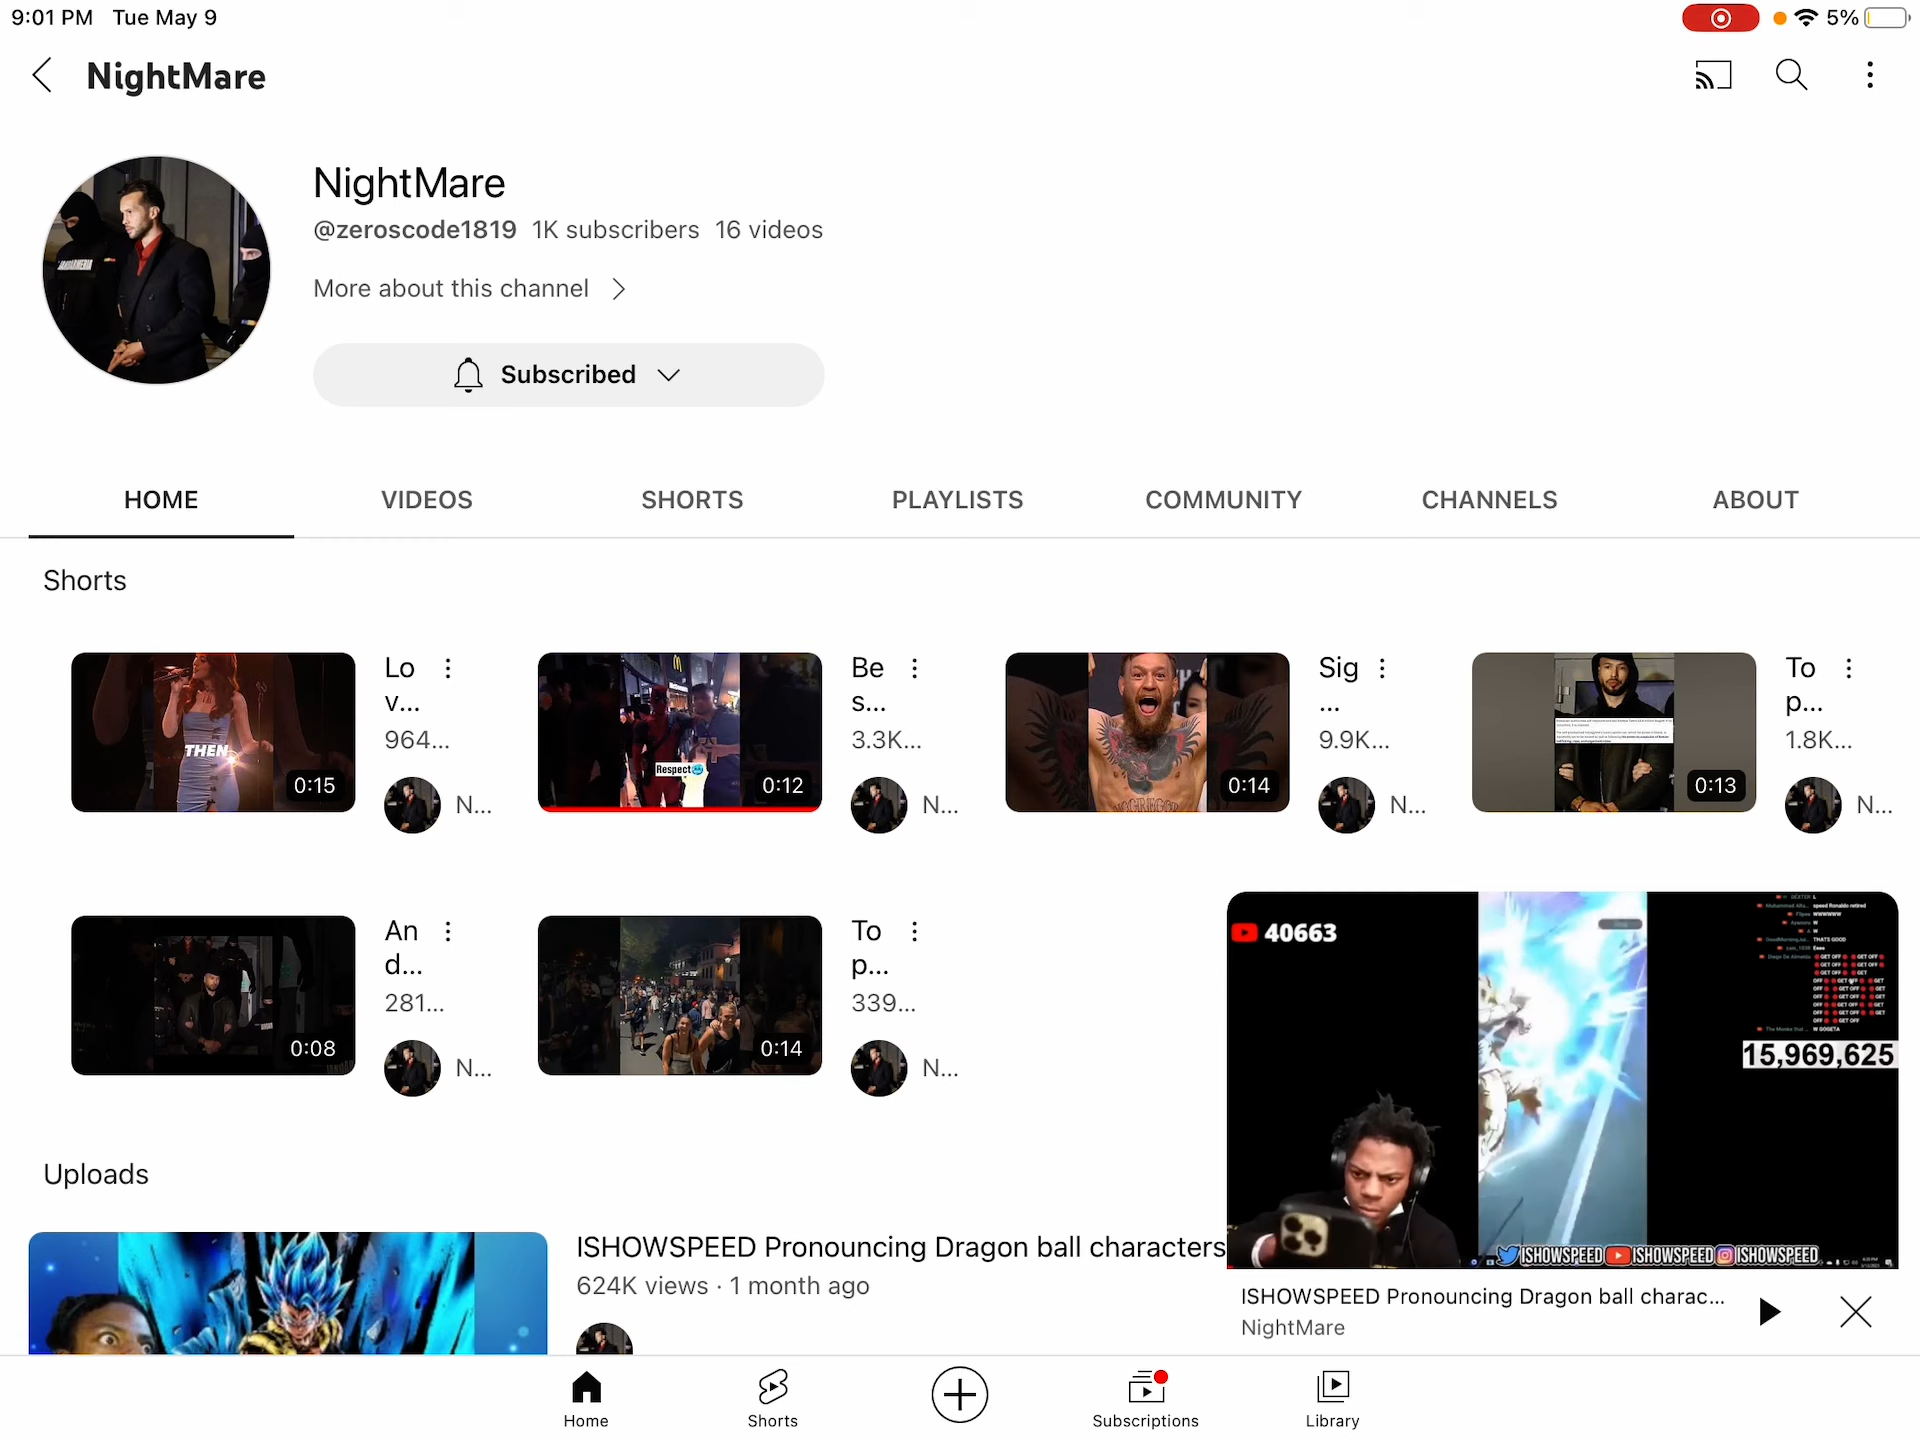 9:01 PM Tue May 9
5%
NightMare
NightMare
@zeroscode1819 1K subscribers 16 videos
More about this channel
Subscribed
HOME VIDEOS SHORTS PLAYLISTS COMMUNITY CHANNELS ABOUT
Shorts
THEN
0:15
Lo
v...
964...
N...
Respect
0:12
Be
s...
3.3K...
N...
0:14
Sig
...
9.9K...
N...
0:13
To
p...
1.8K...
N...
0:08
An
d...
281...
N...
0:14
To
p...
339...
N...
40663
15,969,625
ISHOWSPEED ISHOWSPEED ISHOWSPEED
ISHOWSPEED Pronouncing Dragon ball charac...
NightMare
Uploads
ISHOWSPEED Pronouncing Dragon ball characters
624K views · 1 month ago
Home Shorts Subscriptions Library